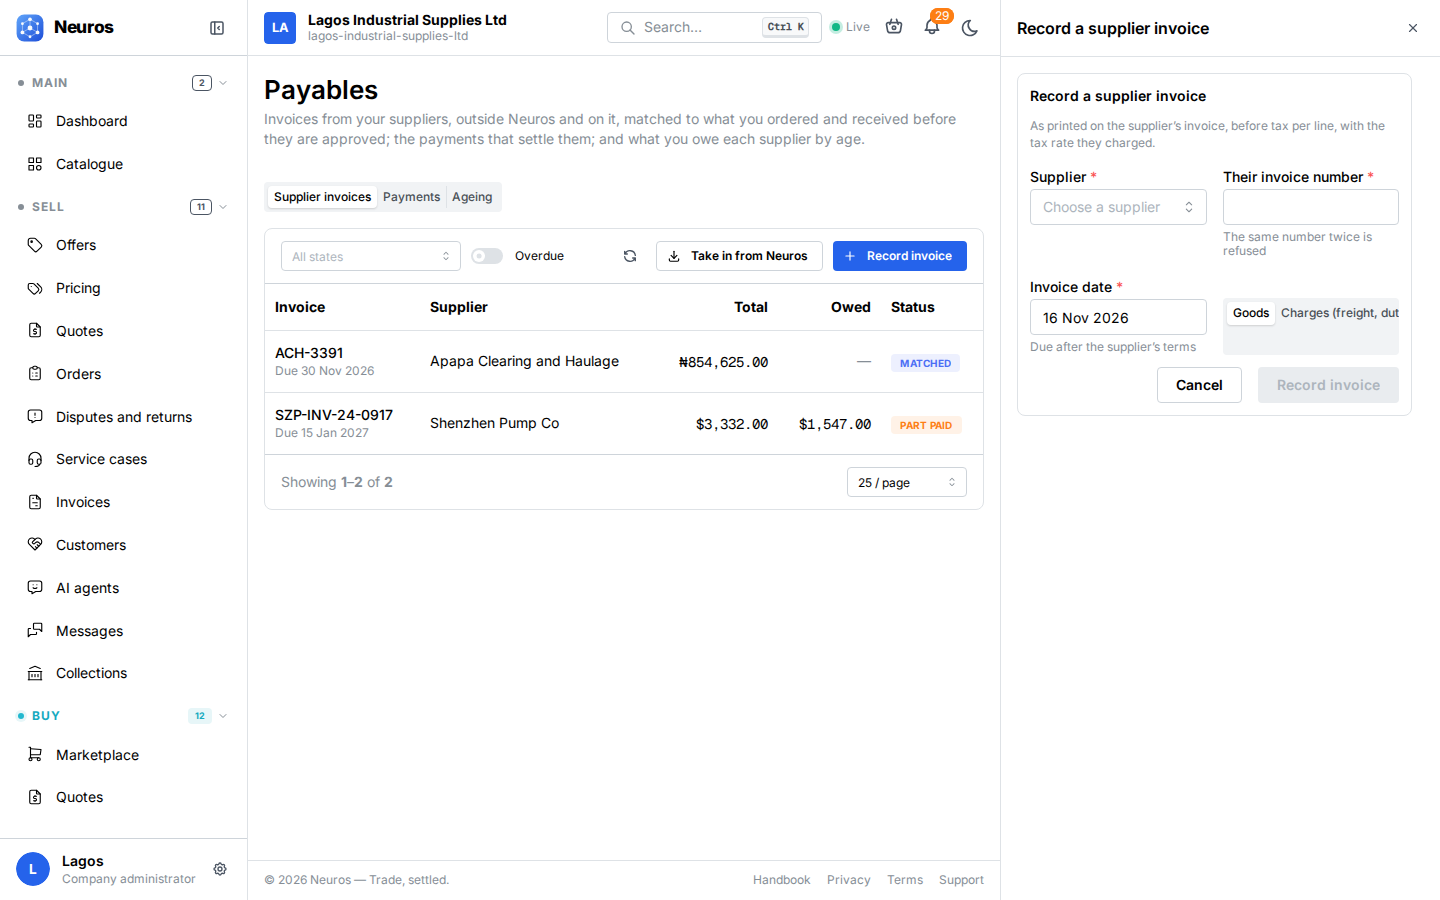 Neuros
MAIN
2
Dashboard
Catalogue
SELL
11
Offers
Pricing
Quotes
Orders
Disputes and returns
Service cases
Invoices
Customers
AI agents
Messages
Collections
BUY
12
Marketplace
Quotes
L
Lagos
Company administrator
LA
Lagos Industrial Supplies Ltd
lagos-industrial-supplies-ltd
Search...
Ctrl K
Live
29
Payables
Invoices from your suppliers, outside Neuros and on it, matched to what you ordered and received before
they are approved; the payments that settle them; and what you owe each supplier by age.
Supplier invoices Payments Ageing
All states
Overdue
Take in from Neuros
Record invoice
Invoice Supplier Total Owed Status
ACH-3391
Due 30 Nov 2026
Apapa Clearing and Haulage ₦854,625.00 — MATCHED
SZP-INV-24-0917
Due 15 Jan 2027
Shenzhen Pump Co $3,332.00 $1,547.00 PART PAID
Showing 1–2 of 2
25 / page
© 2026 Neuros — Trade, settled.
Handbook Privacy Terms Support
Record a supplier invoice
Record a supplier invoice
As printed on the supplier's invoice, before tax per line, with the
tax rate they charged.
Supplier *
Choose a supplier
Their invoice number *
The same number twice is
refused
Invoice date *
16 Nov 2026
Due after the supplier's terms
Goods Charges (freight, dut
Cancel
Record invoice